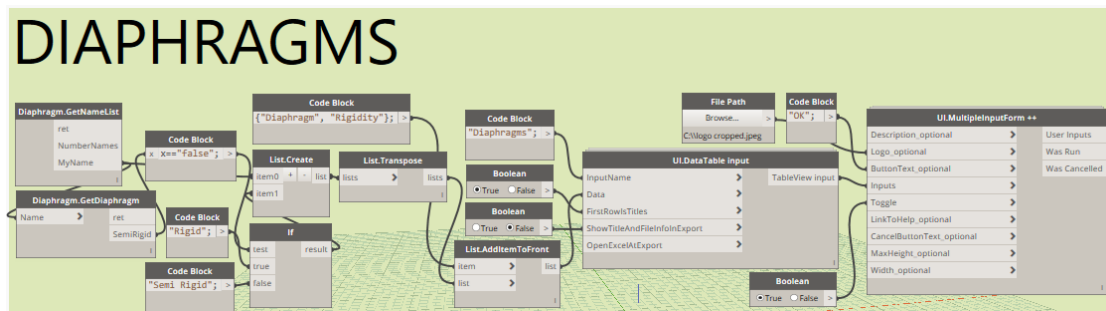 DIAPHRAGMS
Diaphragm.GetNameList
ret
NumberNames
MyName
Diaphragm.GetDiaphragm
Name >
ret
SemiRigid
Code Block
x x=="false"; >
Code Block
"Rigid"; >
Code Block
"Semi Rigid"; >
Code Block
{"Diaphragm", "Rigidity"}; >
List.Create
item0 + - list
item1
If
test > result
true >
false >
List.Transpose
lists > lists
Code Block
"Diaphragms"; >
Boolean
True False >
Boolean
True False >
List.AddItemToFront
item > list
list >
UI.DataTable input
InputName > TableView input
Data >
FirstRowIsTitles >
ShowTitleAndFileInfoInExport >
OpenExcelAtExport >
File Path
Browse... >
C:\\logo cropped.jpeg
Code Block
"OK"; >
Boolean
True False >
UI.MultipleInputForm ++
Description_optional > User Inputs
Logo_optional > Was Run
ButtonText_optional > Was Cancelled
Inputs >
Toggle >
LinkToHelp_optional >
CancelButtonText_optional >
MaxHeight_optional >
Width_optional >